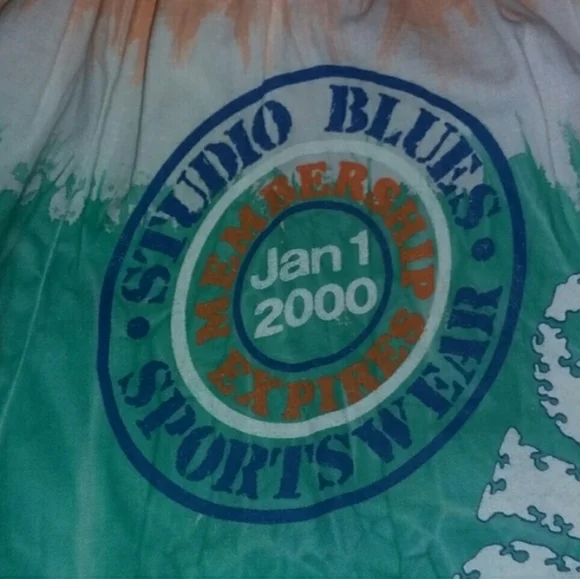 STUDIO BLUES
SPORTSWEAR
MEMBERSHIP
EXPIRES
Jan 1
2000